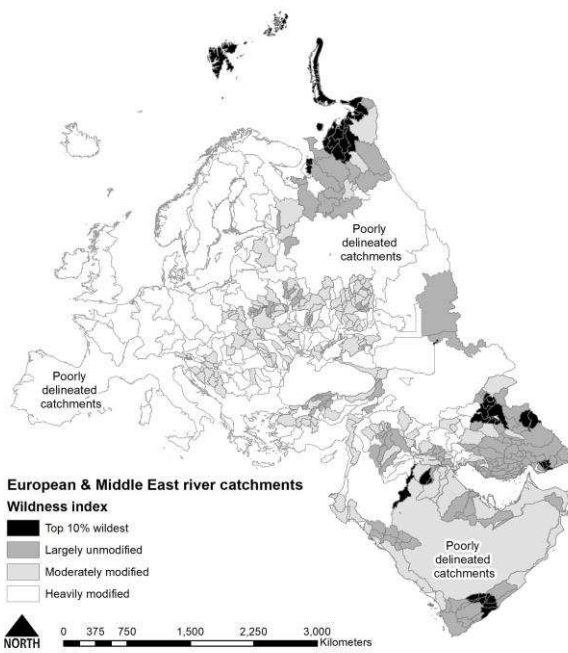 Poorly
delineated
catchments
Poorly
delineated
catchments
European & Middle East river catchments
Wildness index
Top 10% wildest
Largely unmodified
Moderately modified
Heavily modified
Poorly
delineated
catchments
NORTH
0 375 750 1,500 2,250 3,000
Kilometers